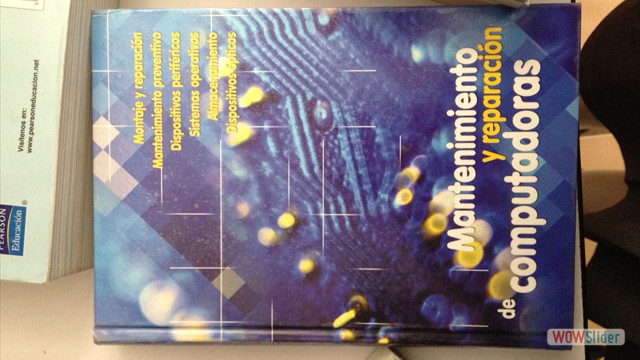 Mantenimiento
y reparación
de computadoras
Montaje y reparación
Mantenimiento preventivo
Dispositivos periféricos
Sistemas operativos
Almacenamiento
Dispositivos ópticos
Visítenos en:
www.pearsoneducacion.net
PEARSON
Educación
WOWSlider